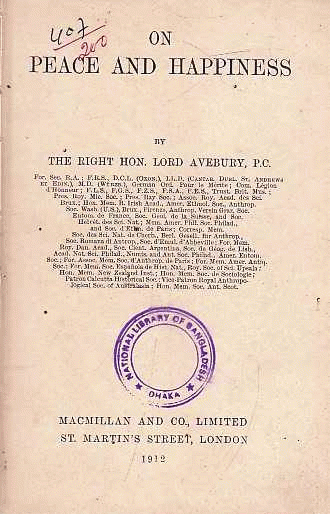 407
200
ON
PEACE AND HAPPINESS
BY
THE RIGHT HON. LORD AVEBURY, P.C.
For. Sec. R.A.; F.R.S., D.C.L. (OXON.), LL.D. (CANTAB. DUBL. ST. ANDREWS
ET EDIN.), M.D. (WÜRZB.), German Ord. Pour le Mérite; Com. Légion
d'Honneur; F.L.S., F.G.S., F.Z.S., F.S.A., F.E.S., Trust. Brit. Mus.;
Pres. Roy. Mic. Soc.; Pres. Ray Soc.; Assoc. Roy. Acad. des Sci.
Brux.; Hon. Mem. R. Irish Acad., Amer. Ethnol. Soc., Anthrop.
Soc. Wash (U.S.), Brux., Firenze, Anthrop. Verein Graz, Soc.
Entom. de France, Soc. Géol. de la Suisse, and Soc.
Helvét. des Sci. Nat.; Mem. Amer. Phil. Soc. Philad.,
and Soc. d'Ethn. de Paris; Corresp. Mem.
Soc. des Sci. Nat. de Cherb., Berl. Gesell. für Anthrop.,
Soc. Romana di Antrop., Soc. d'Emul. d'Abbeville; For. Mem.
Roy. Dan. Acad., Soc. Cient. Argentina, Soc. de Géog. de Lisb.,
Acad. Nat. Sci. Philad., Numis. and Ant. Soc. Philad., Amer. Entom.
Soc.; For. Assoc. Mem. Soc. d'Anthrop. de Paris; For. Mem. Amer. Antiq.
Soc.; For. Mem. Soc. Española de Hist. Nat., Roy. Soc. of Sci. Upsala;
Hon. Mem. New Zealand Inst.; Hon. Mem. Soc. de Sociologie;
Patron Calcutta Historical Soc; Vice-Patron Royal Anthropo-
logical Soc. of Australasia; Hon. Mem. Soc. Ant. Scot.
NATIONAL LIBRARY OF BANGLADESH
DHAKA
MACMILLAN AND CO., LIMITED
ST. MARTIN'S STREET, LONDON
1912